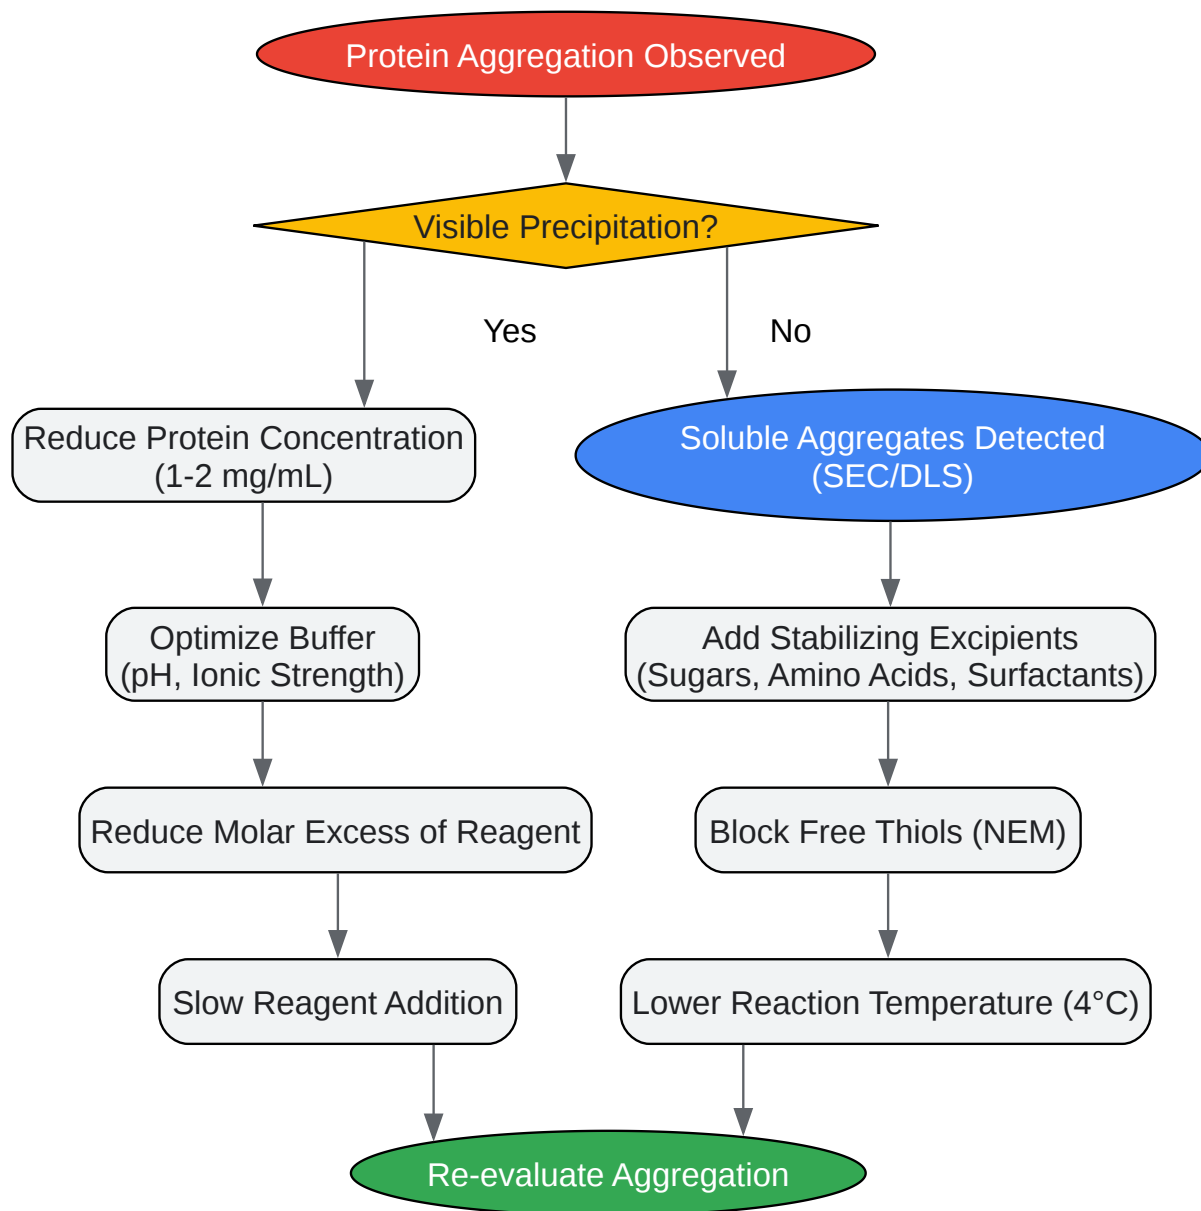 Protein Aggregation Observed
Visible Precipitation?
Yes
No
Reduce Protein Concentration
(1-2 mg/mL)
Soluble Aggregates Detected
(SEC/DLS)
Optimize Buffer
(pH, Ionic Strength)
Add Stabilizing Excipients
(Sugars, Amino Acids, Surfactants)
Reduce Molar Excess of Reagent
Block Free Thiols (NEM)
Slow Reagent Addition
Lower Reaction Temperature (4°C)
Re-evaluate Aggregation